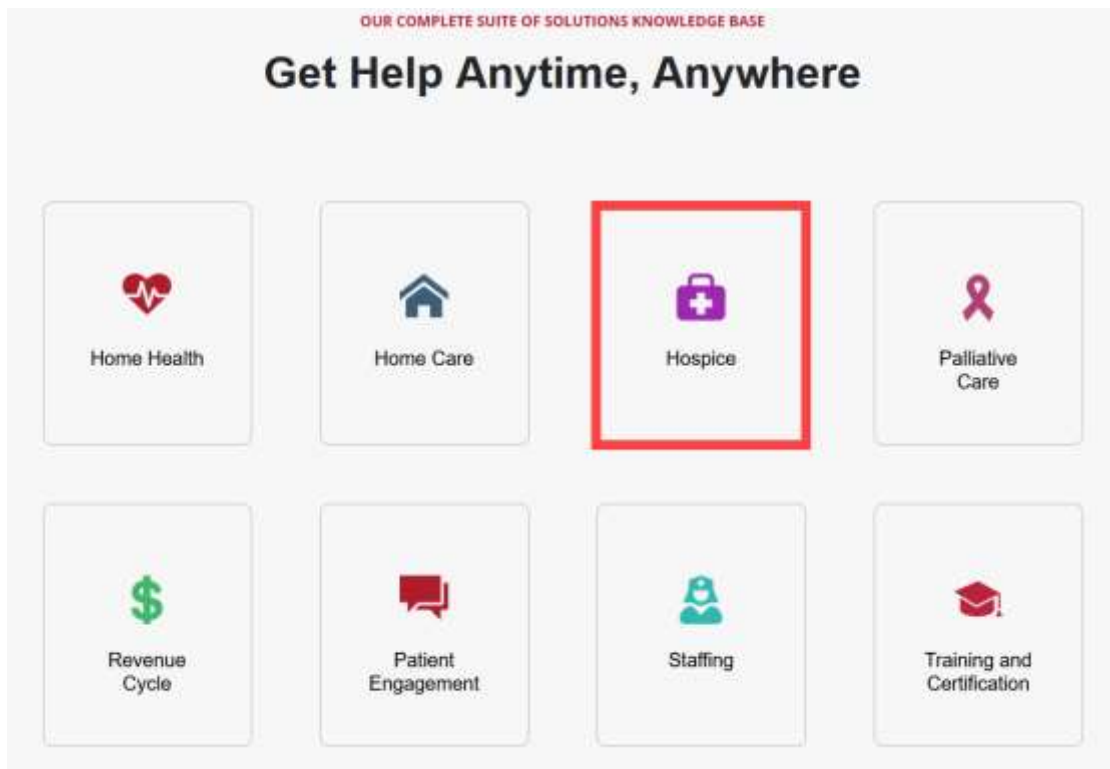 OUR COMPLETE SUITE OF SOLUTIONS KNOWLEDGE BASE
Get Help Anytime, Anywhere
Home Health
Home Care
Hospice
Palliative
Care
Revenue
Cycle
Patient
Engagement
Staffing
Training and
Certification